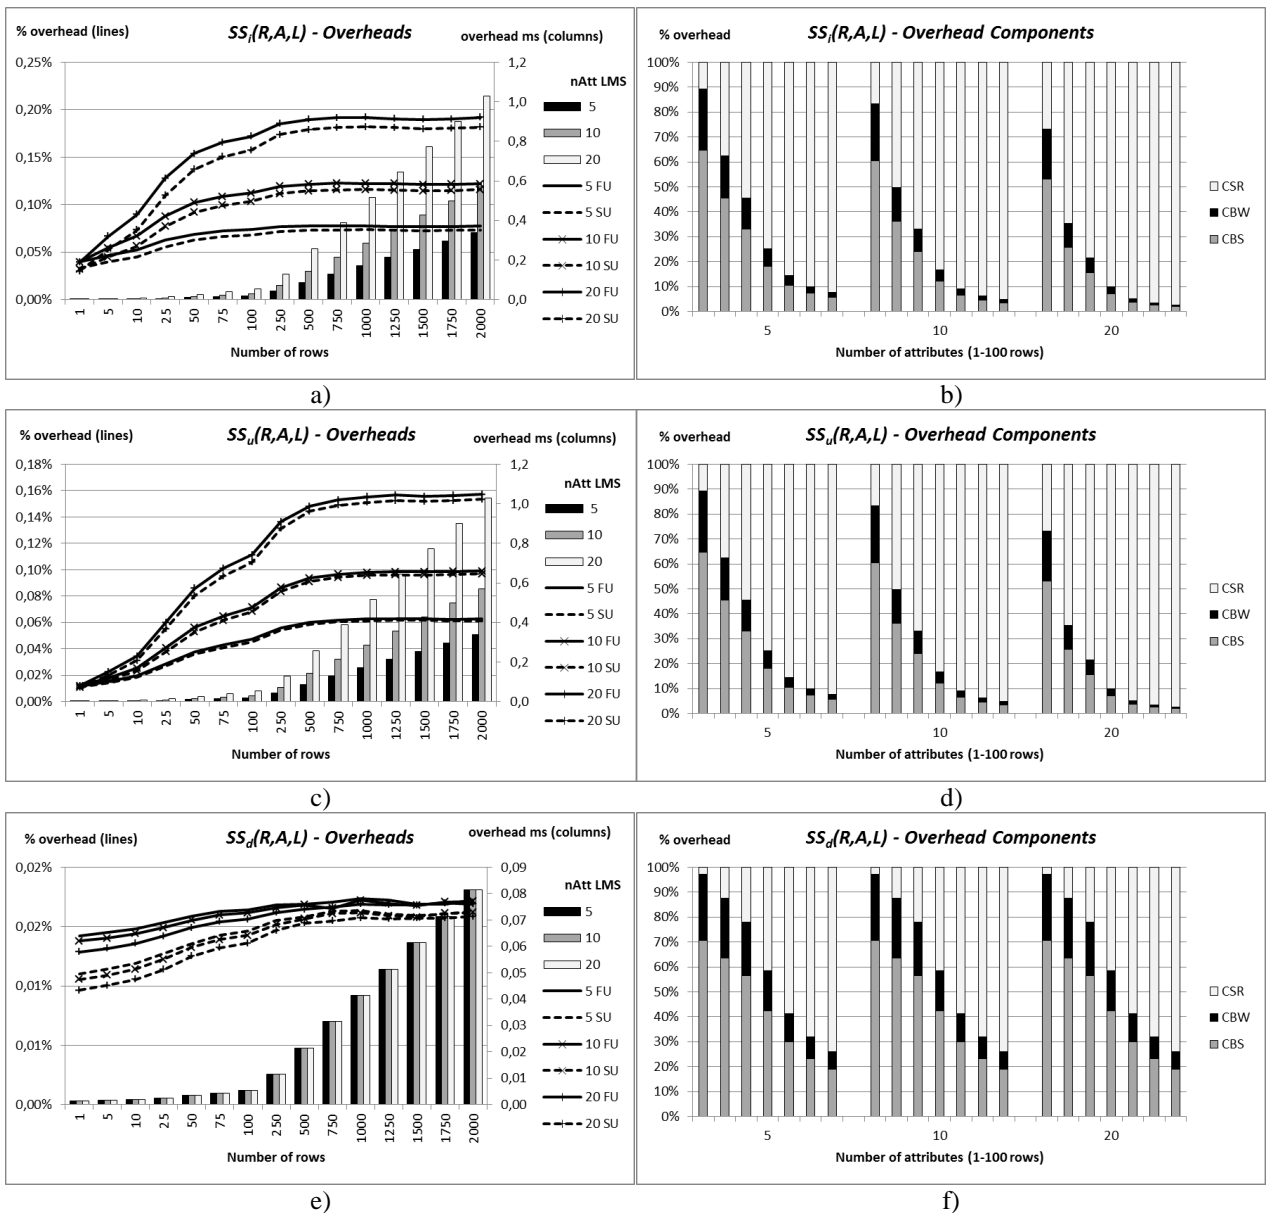 % overhead (lines)
SSi(R,A,L) - Overheads
overhead ms (columns)
0,25%
0,20%
0,15%
0,10%
0,05%
0,00%
1,2
1,0
0,8
0,6
0,4
0,2
0,0
1 5 10 25 50 75 100 250 500 750 1000 1250 1500 1750 2000
Number of rows
nAtt LMS
5
10
20
5 FU
5 SU
10 FU
10 SU
20 FU
20 SU
a)
% overhead
SSi(R,A,L) - Overhead Components
100%
90%
80%
70%
60%
50%
40%
30%
20%
10%
0%
5 10 20
Number of attributes (1-100 rows)
CSR
CBW
CBS
b)
% overhead (lines)
SSu(R,A,L) - Overheads
overhead ms (columns)
0,18%
0,16%
0,14%
0,12%
0,10%
0,08%
0,06%
0,04%
0,02%
0,00%
1,2
1,0
0,8
0,6
0,4
0,2
0,0
1 5 10 25 50 75 100 250 500 750 1000 1250 1500 1750 2000
Number of rows
nAtt LMS
5
10
20
5 FU
5 SU
10 FU
10 SU
20 FU
20 SU
c)
% overhead
SSu(R,A,L) - Overhead Components
100%
90%
80%
70%
60%
50%
40%
30%
20%
10%
0%
5 10 20
Number of attributes (1-100 rows)
CSR
CBW
CBS
d)
% overhead (lines)
SSd(R,A,L) - Overheads
overhead ms (columns)
0,02%
0,02%
0,01%
0,01%
0,00%
0,09
0,08
0,07
0,06
0,05
0,04
0,03
0,02
0,01
0,00
1 5 10 25 50 75 100 250 500 750 1000 1250 1500 1750 2000
Number of rows
nAtt LMS
5
10
20
5 FU
5 SU
10 FU
10 SU
20 FU
20 SU
e)
% overhead
SSd(R,A,L) - Overhead Components
100%
90%
80%
70%
60%
50%
40%
30%
20%
10%
0%
5 10 20
Number of attributes (1-100 rows)
CSR
CBW
CBS
f)